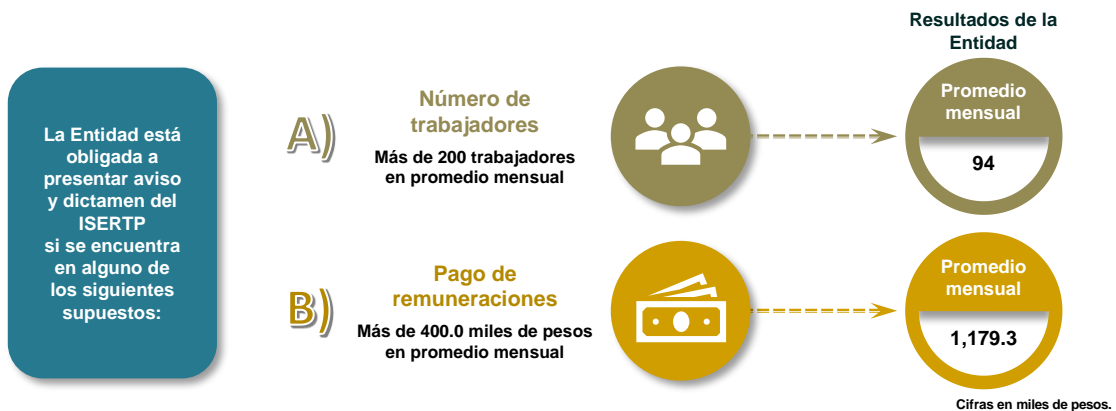 La Entidad está
obligada a
presentar aviso
y dictamen del
ISERTP
si se encuentra
en alguno de
los siguientes
supuestos:
A)
Número de
trabajadores
Más de 200 trabajadores
en promedio mensual
Resultados de la
Entidad
Promedio
mensual
94
B)
Pago de
remuneraciones
Más de 400.0 miles de pesos
en promedio mensual
Promedio
mensual
1,179.3
Cifras en miles de pesos.